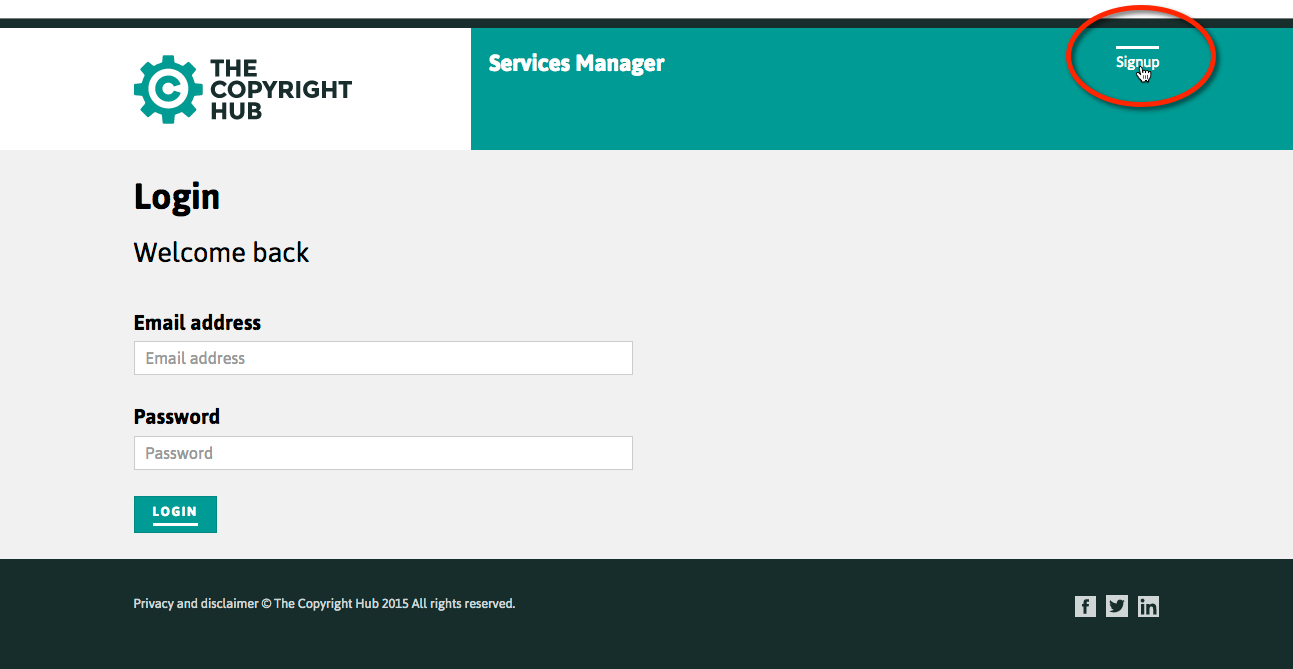 THE
COPYRIGHT
HUB
Services Manager
Signup
Login
Welcome back
Email address
Email address
Password
Password
LOGIN
Privacy and disclaimer © The Copyright Hub 2015 All rights reserved.